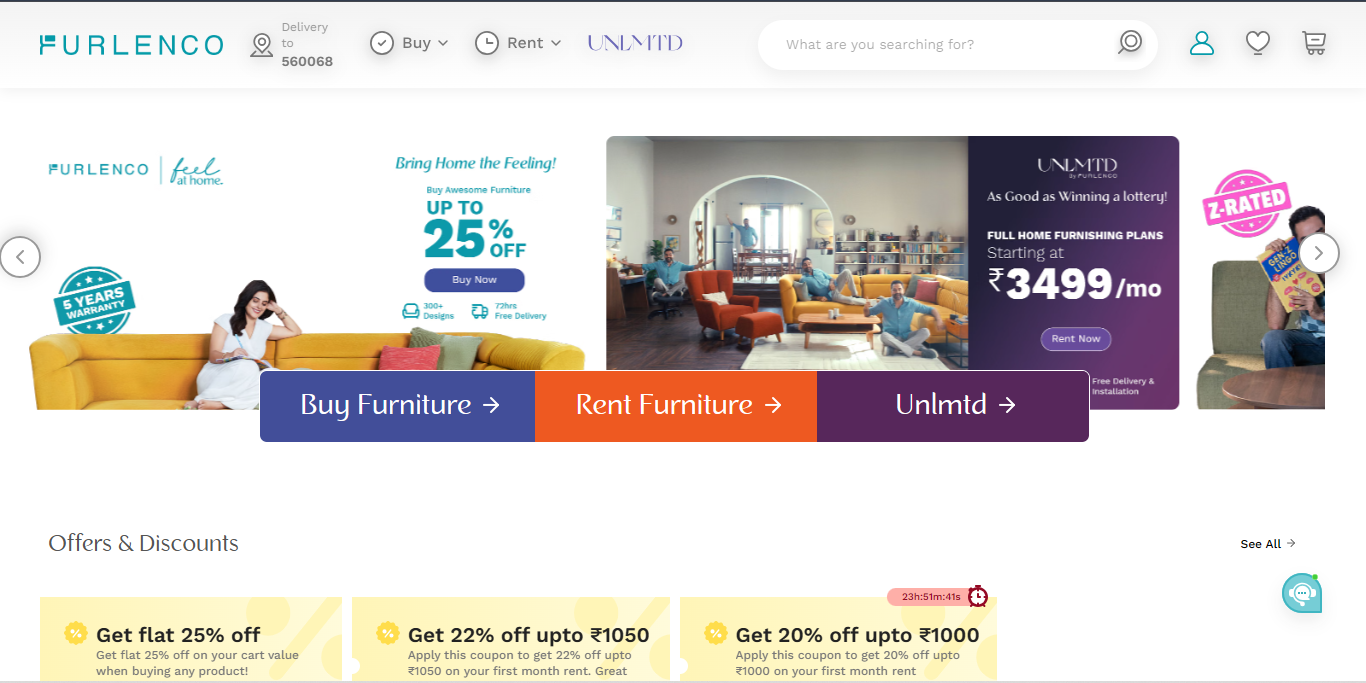 FURLENCO
Delivery
to
560068
Buy
Rent
UNLMTD
What are you searching for?
FURLENCO
feel
at home.
5 YEARS
WARRANTY
Bring Home the Feeling!
Buy Awesome Furniture
UP TO
25%
OFF
Buy Now
300+
Designs
72hrs
Free Delivery
UNLMTD
By FURLENCO
As Good as Winning a lottery!
FULL HOME FURNISHING PLANS
Starting at
₹3499/mo
Rent Now
Free Delivery &
Installation
Z-RATED
GEN-Z
LINGO
Buy Furniture →
Rent Furniture →
Unlmtd →
Offers & Discounts
See All →
Get flat 25% off
Get flat 25% off on your cart value
when buying any product!
Get 22% off upto ₹1050
Apply this coupon to get 22% off upto
₹1050 on your first month rent. Great
23h:51m:41s
Get 20% off upto ₹1000
Apply this coupon to get 20% off upto
₹1000 on your first month rent